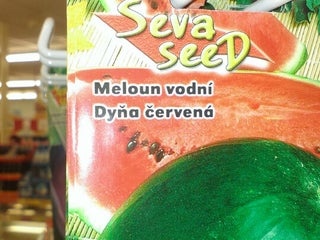 Seva
seeD
Meloun vodní
Dyňa červená